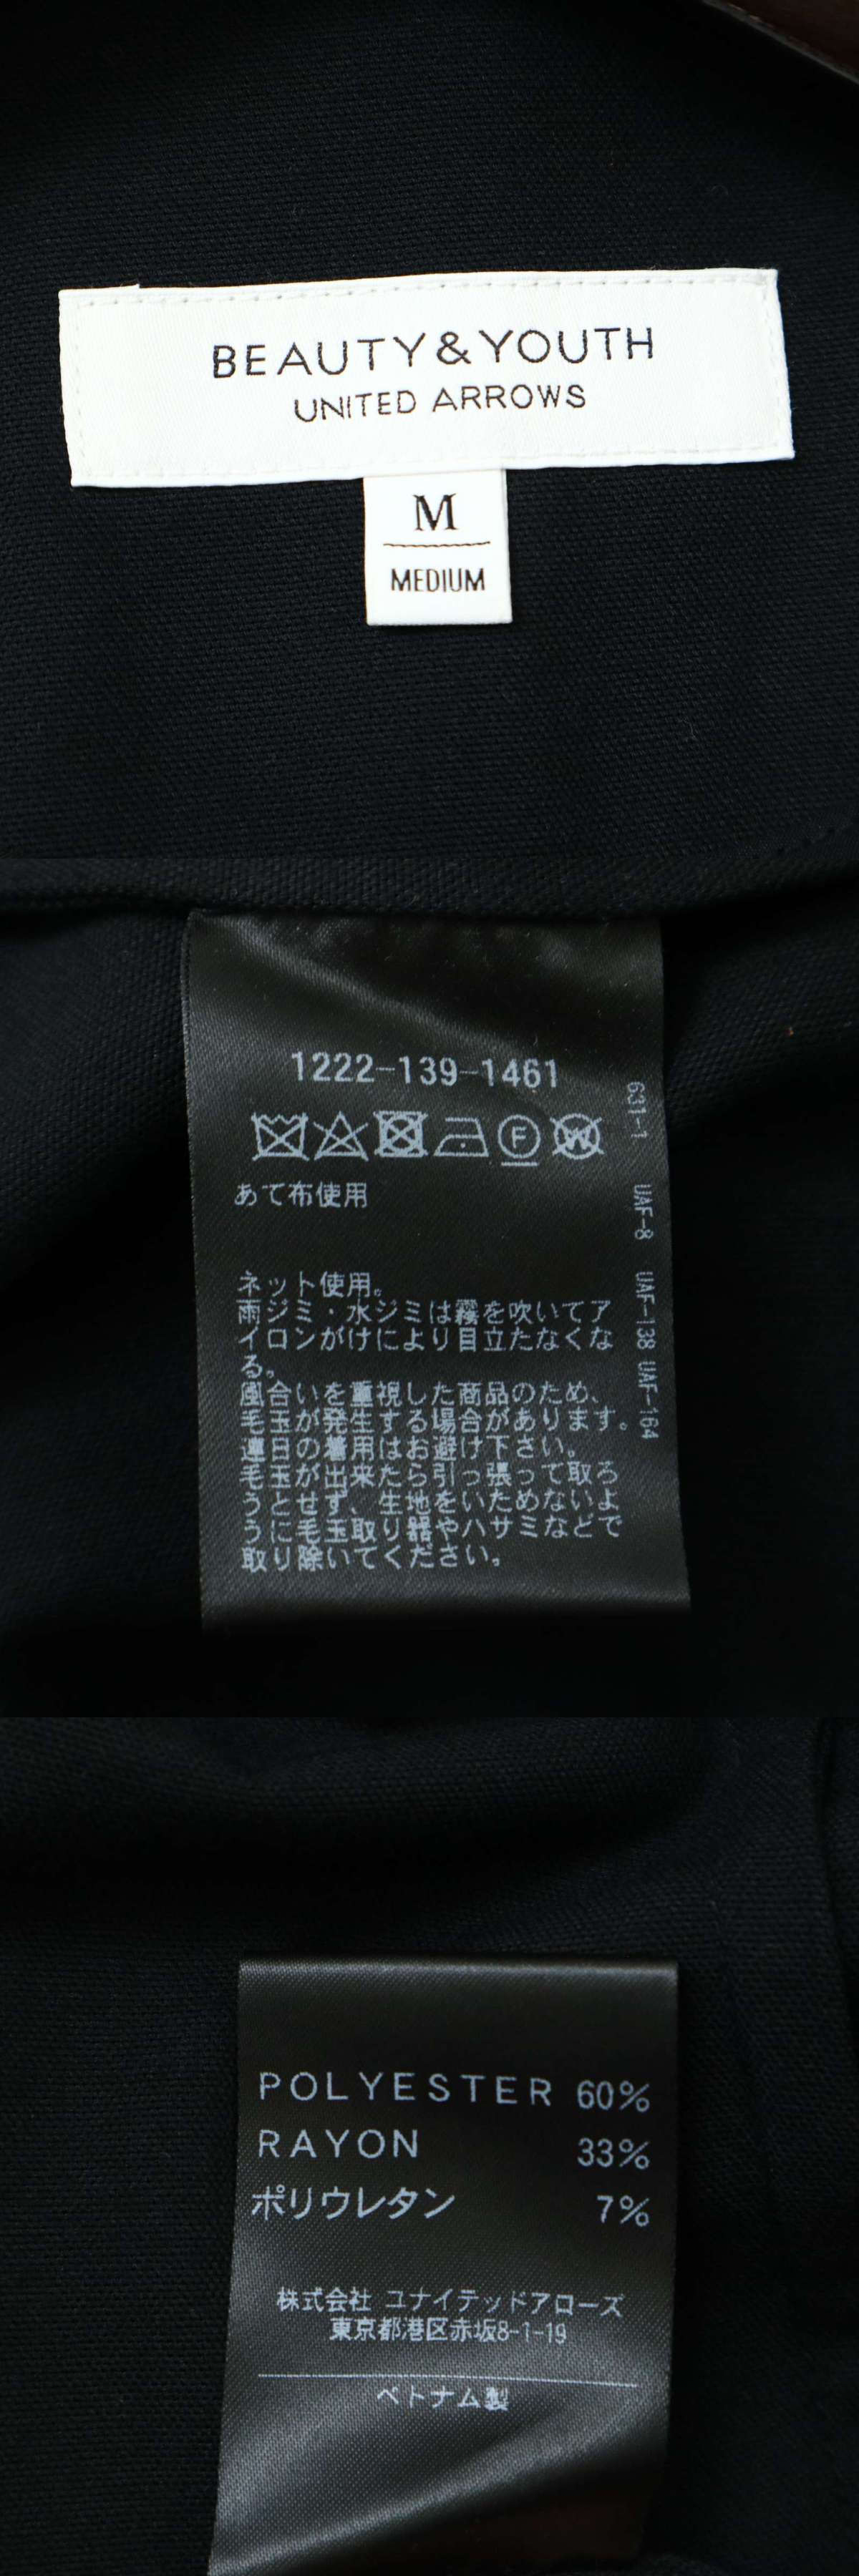 BEAUTY&YOUTH
UNITED ARROWS
M
MEDIUM
1222-139-1461
F
W
あて布使用
ネット使用。
雨ジミ・水ジミは霧を吹いてア
イロンがけにより目立たなくな
る。
風合いを重視した商品のため、
毛玉が発生する場合があります。
連日の着用はお避け下さい。
毛玉が出来たら引っ張って取ろ
うとせず、生地をいためないよ
うに毛玉取り器やハサミなどで
取り除いてください。
631-1 UAF-8 UAF-138 UAF-164
POLYESTER 60%
RAYON 33%
ポリウレタン 7%
株式会社 ユナイテッドアローズ
東京都港区赤坂8-1-19
ベトナム製